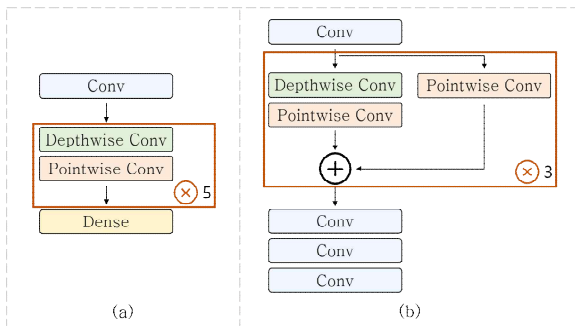 Conv
Depthwise Conv
Pointwise Conv
× 5
Dense
(a)
Conv
Depthwise Conv
Pointwise Conv
Pointwise Conv
+
× 3
Conv
Conv
Conv
(b)